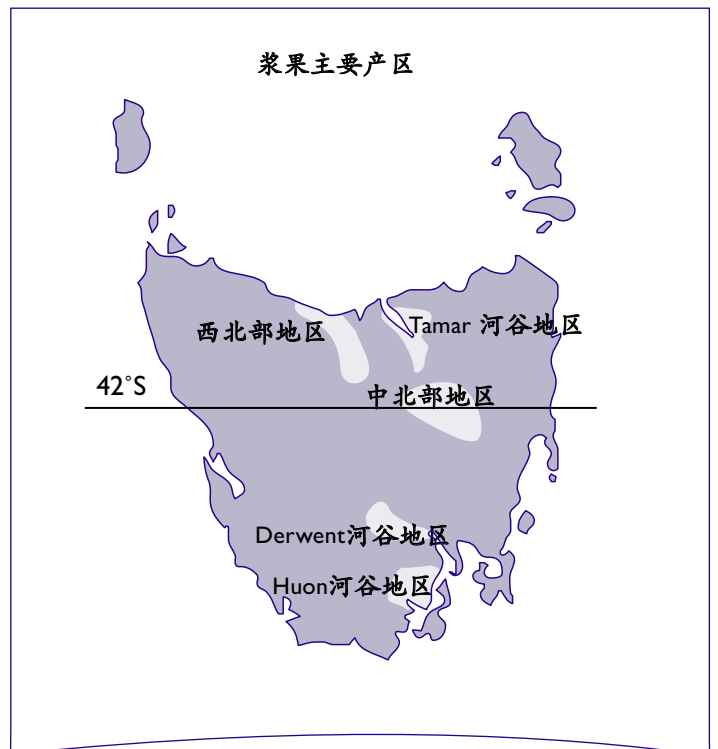 浆果主要产区
西北部地区
Tamar 河谷地区
42°S
中北部地区
Derwent河谷地区
Huon河谷地区